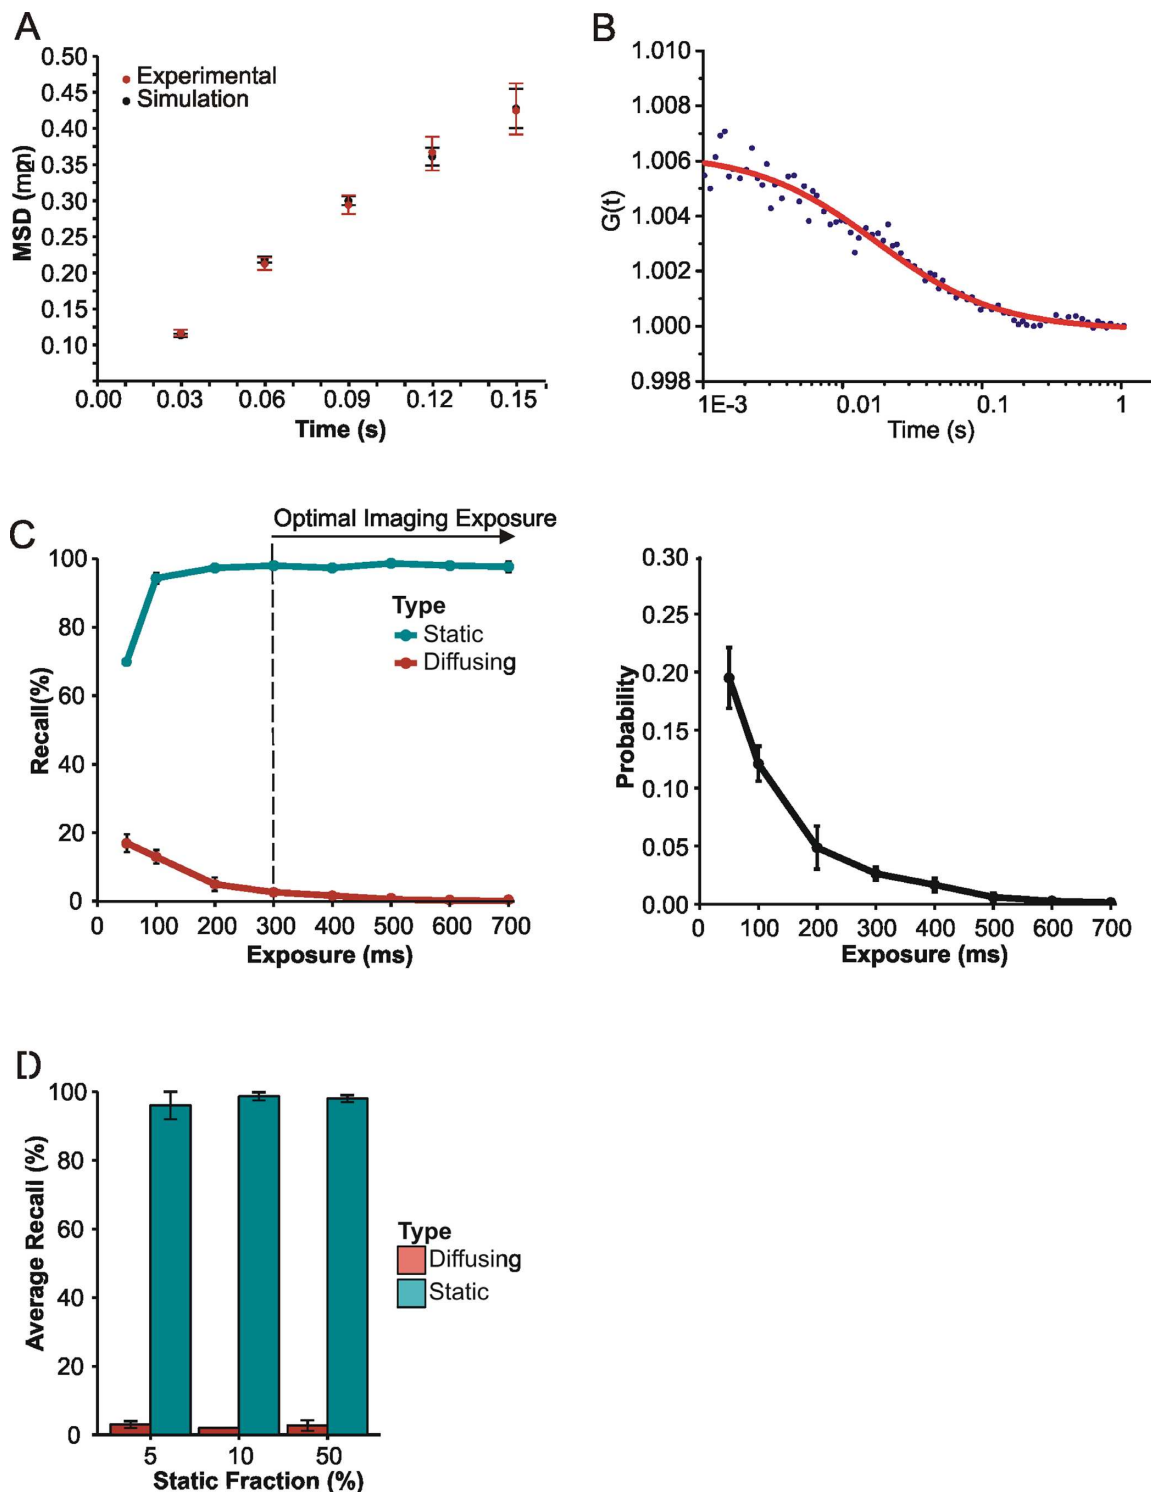 A
0.50
0.45
0.40
0.35
0.30
0.25
0.20
0.15
0.10
MSD
Experimental
Simulation
0.00 0.03 0.06 0.09 0.12 0.15
Time (s)
B
1.010
1.008
1.006
1.004
1.002
1.000
0.998
G(t)
1E-3 0.01 0.1 1
Time (s)
C
Optimal Imaging Exposure
100
80
60
40
20
0
Recall(%)
Type
Static
Diffusing
0 100 200 300 400 500 600 700
Exposure (ms)
0.30
0.25
0.20
0.15
0.10
0.05
0.00
Probability
0 100 200 300 400 500 600 700
Exposure (ms)
D
100
80
60
40
20
0
Average Recall (%)
Type
Diffusing
Static
5 10 50
Static Fraction (%)